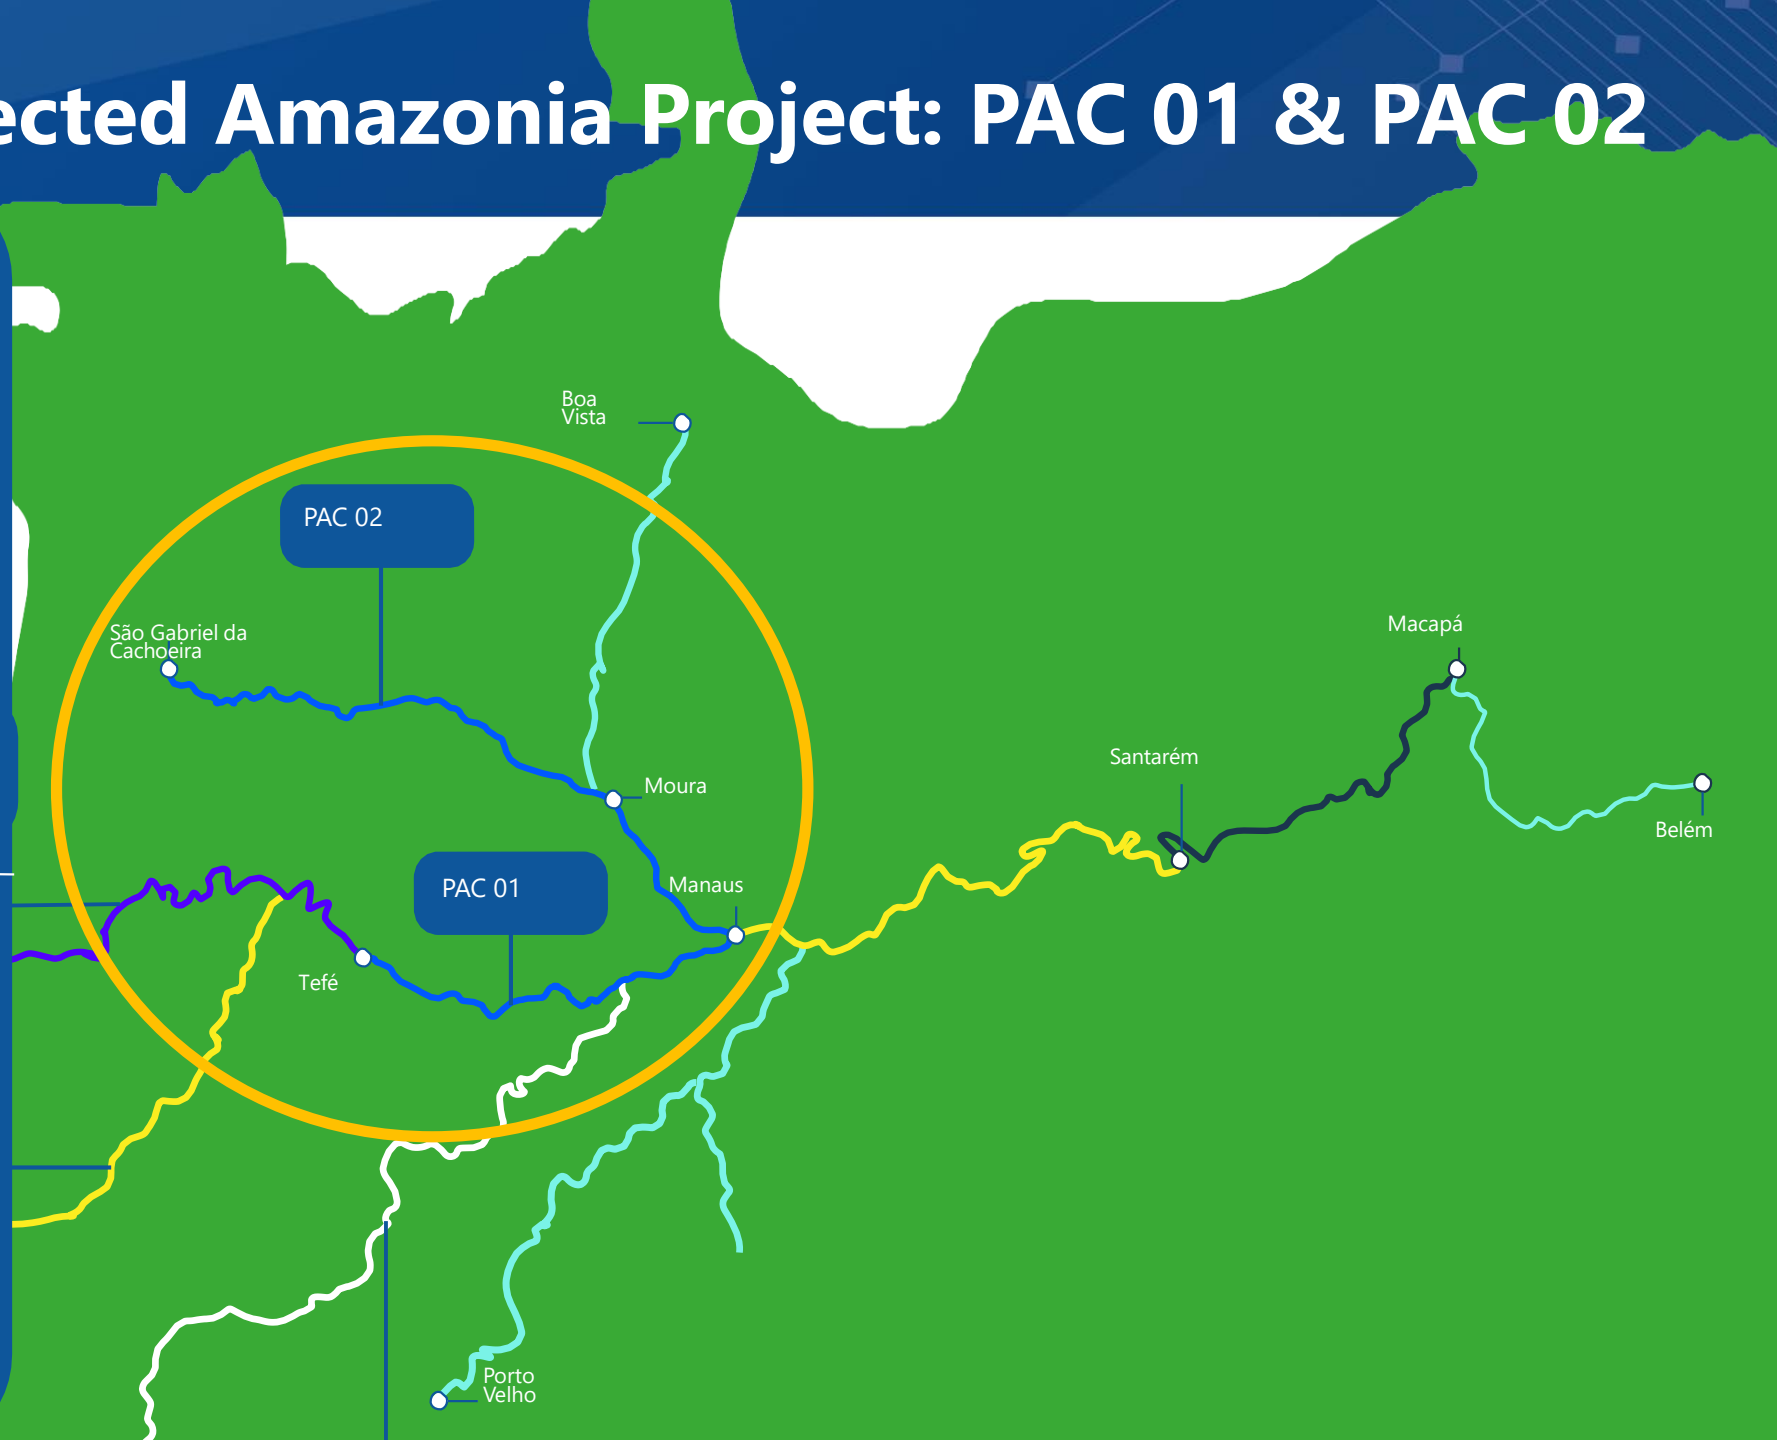 ected Amazonia Project: PAC 01 & PAC 02
Boa
Vista
PAC 02
São Gabriel da
Cachoeira
Macapá
Santarém
Moura
Belém
PAC 01
Manaus
Tefé
Porto
Velho